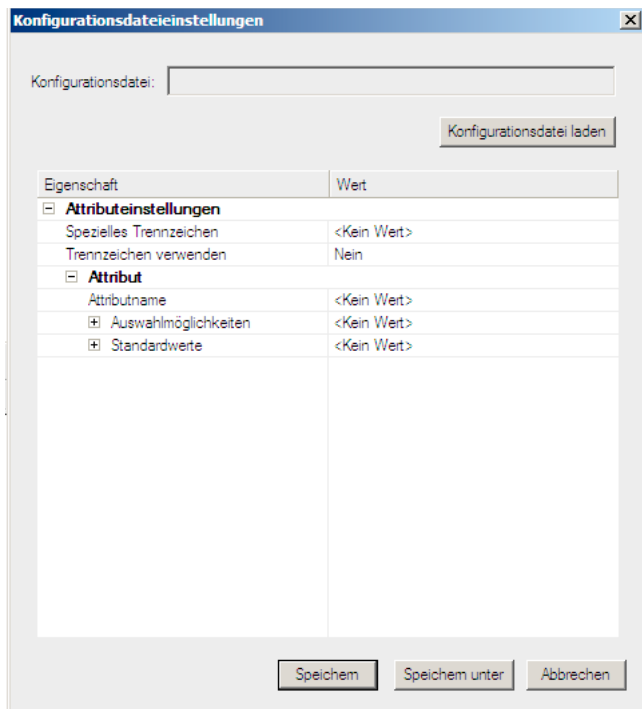 Konfigurationsdateieinstellungen
Konfigurationsdatei:
Konfigurationsdatei laden
Eigenschaft Wert
Attributeinstellungen
Spezielles Trennzeichen <Kein Wert>
Trennzeichen verwenden Nein
Attribut
Attributname <Kein Wert>
Auswahlmöglichkeiten <Kein Wert>
Standardwerte <Kein Wert>
Speichern Speichern unter Abbrechen